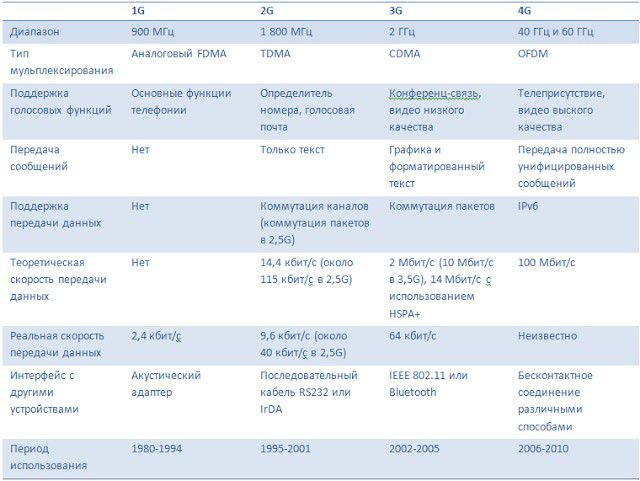 1G 2G 3G 4G
Диапазон 900 МГц 1 800 МГц 2 ГГц 40 ГГц и 60 ГГц
Тип Аналоговый FDMA TDMA CDMA OFDM
мульплексирования
Поддержка Основные функции Определитель Конференц-связь, Телеприсутствие,
голосовых функций телефонии номера, голосовая видео низкого видео выского
почта качества качества
Передача Нет Только текст Графика и Передача полностью
сообщений форматированный унифицированных
текст сообщений
Поддержка Нет Коммутация каналов Коммутация пакетов IPv6
передачи данных (коммутация пакетов
в 2,5G)
Теоретическая Нет 14,4 кбит/с (около 2 Мбит/с (10 Мбит/с 100 Мбит/с
скорость передачи 115 кбит/с в 2,5G) в 3,5G), 14 Мбит/с с
данных использованием
HSPA+
Реальная скорость 2,4 кбит/с 9,6 кбит/с (около 64 кбит/с Неизвестно
передачи данных 40 кбит/с в 2,5G)
Интерфейс с Акустический Последовательный IEEE 802.11 или Бесконтактное
другими адаптер кабель RS232 или Bluetooth соединение
устройствами IrDA различными
способами
Период 1980-1994 1995-2001 2002-2005 2006-2010
использования